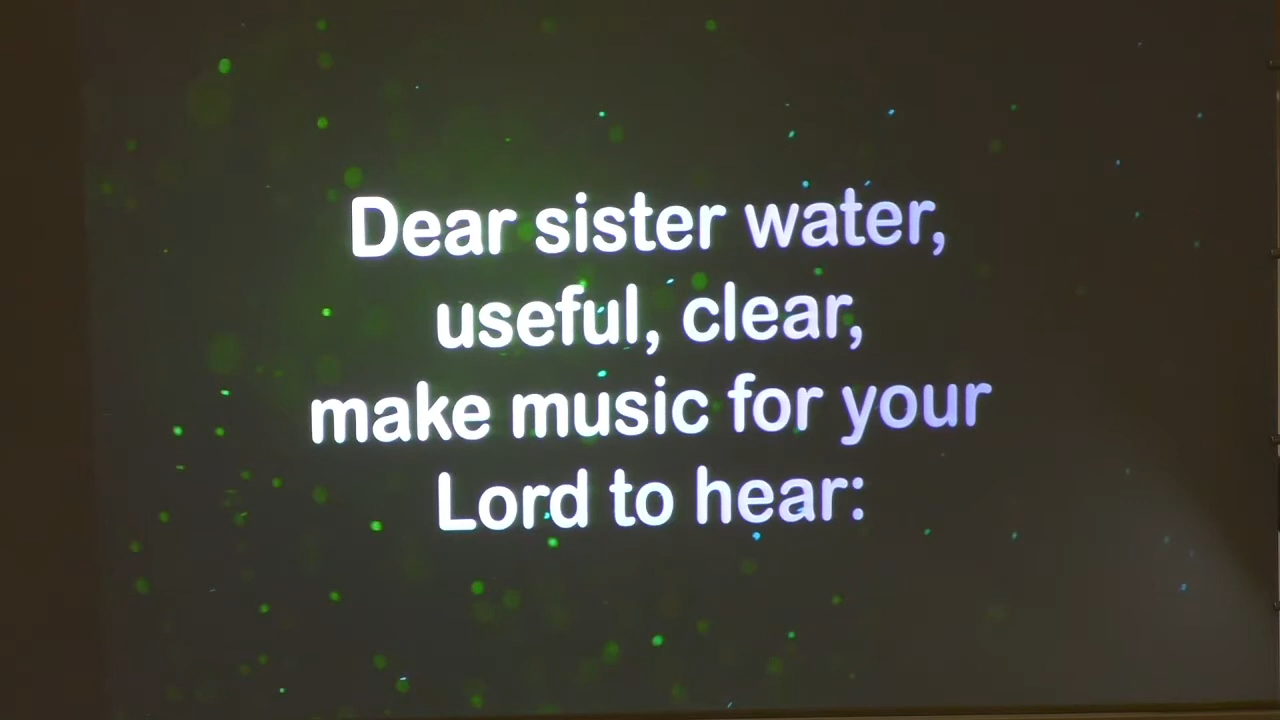 Dear sister water,
useful, clear,
make music for your
Lord to hear: